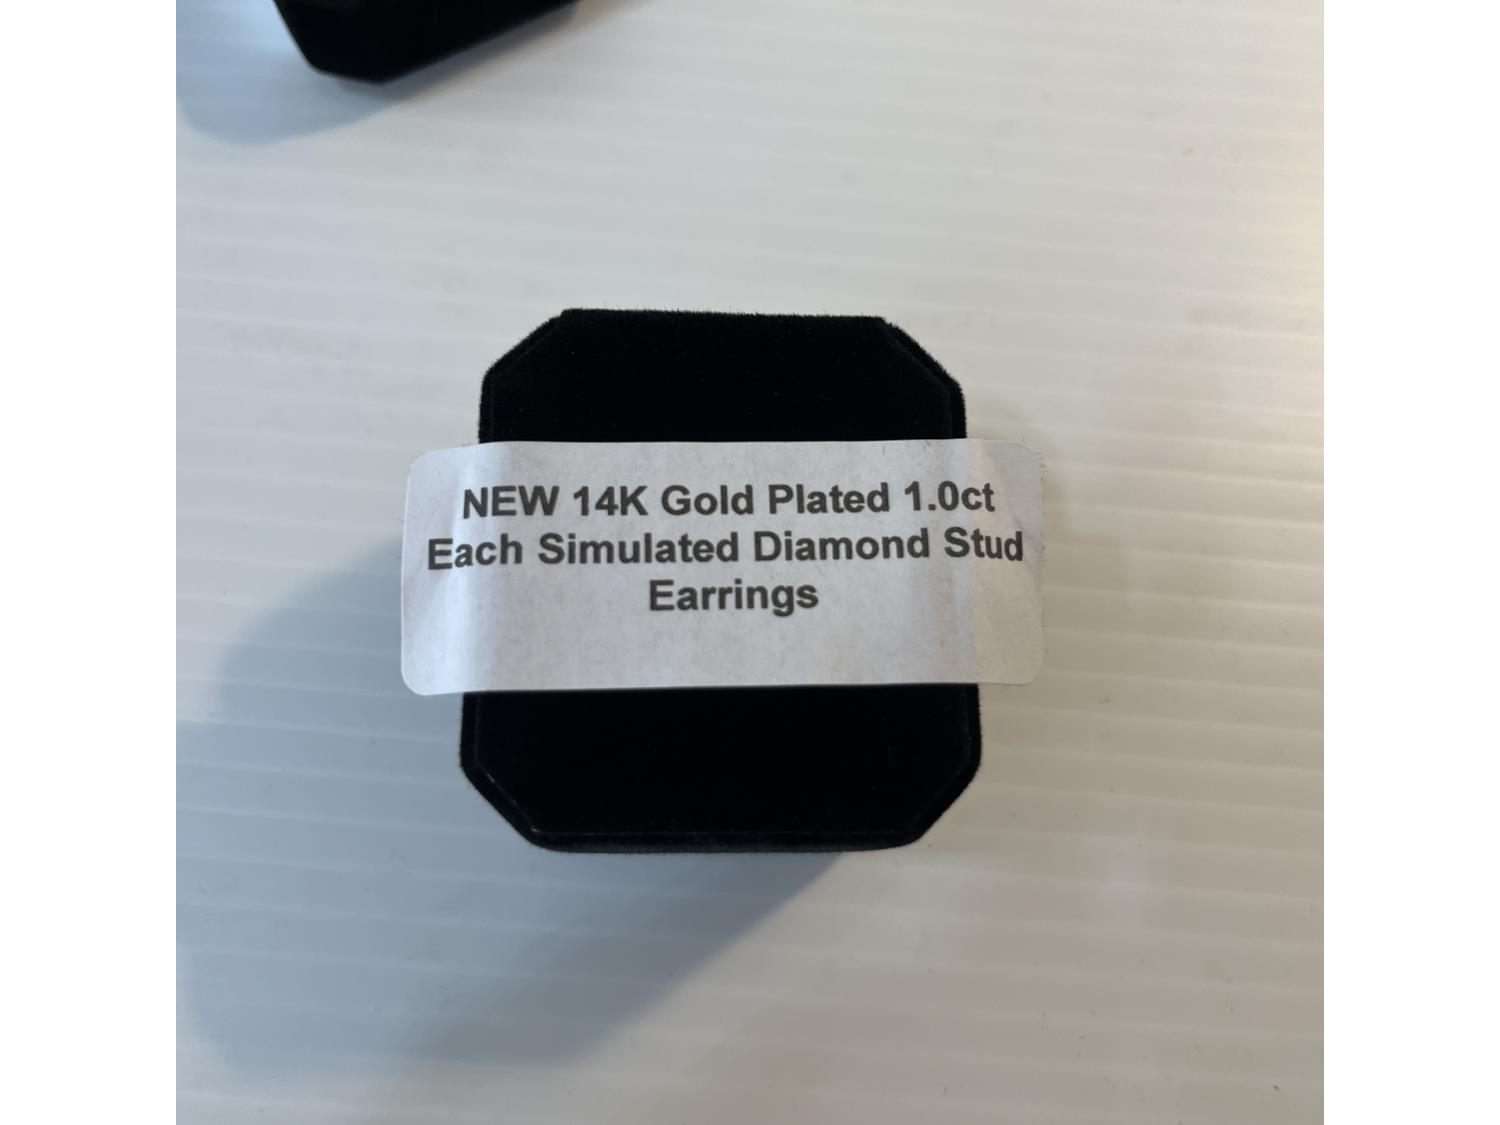 NEW 14K Gold Plated 1.0ct
Each Simulated Diamond Stud
Earrings